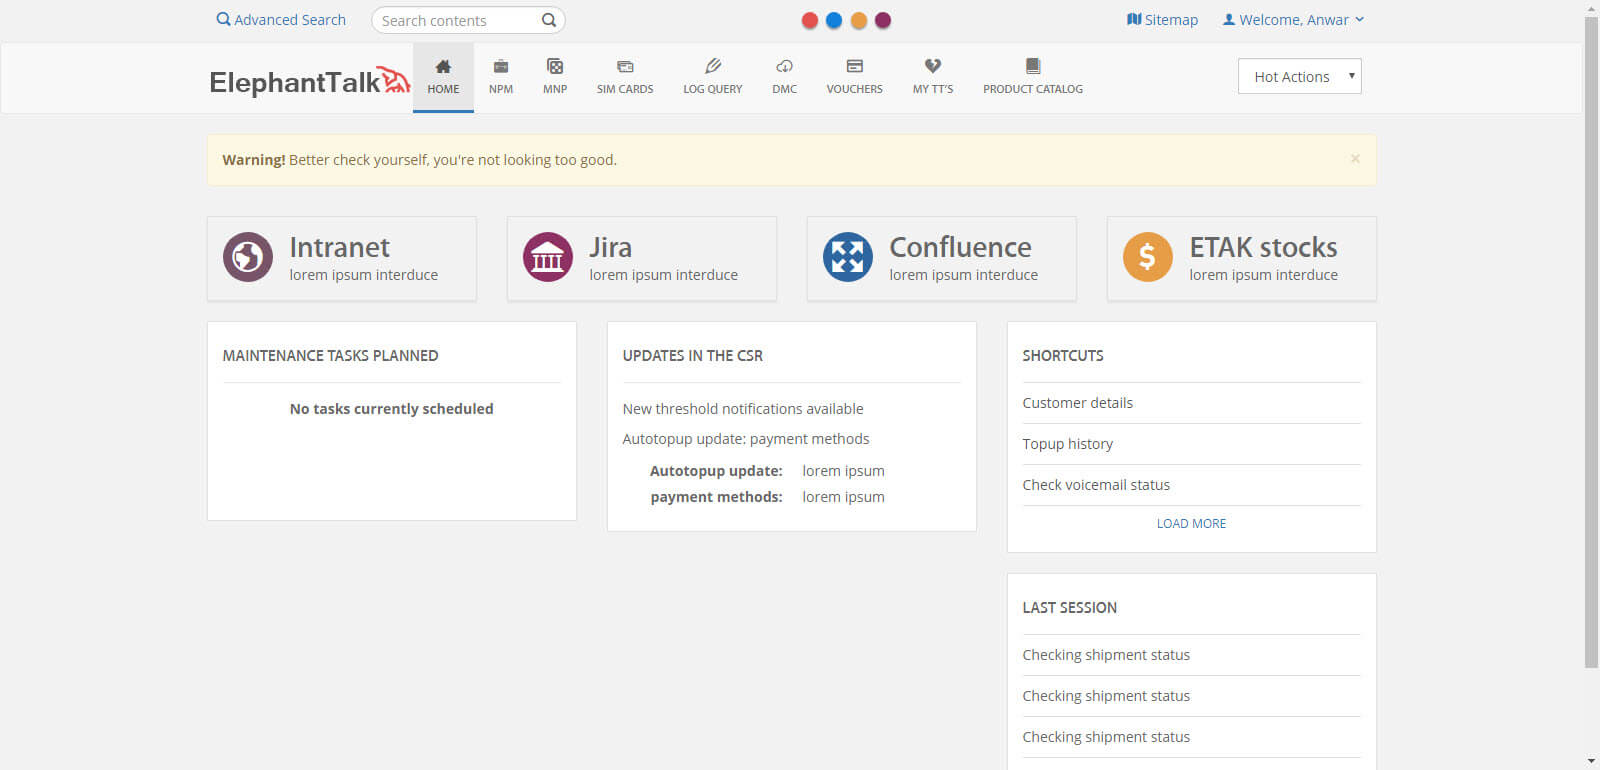 Advanced Search
Search contents
Sitemap
Welcome, Anwar
ElephantTalk
HOME
NPM
MNP
SIM CARDS
LOG QUERY
DMC
VOUCHERS
MY TT'S
PRODUCT CATALOG
Hot Actions
Warning! Better check yourself, you're not looking too good.
×
Intranet
lorem ipsum interduce
Jira
lorem ipsum interduce
Confluence
lorem ipsum interduce
ETAK stocks
lorem ipsum interduce
MAINTENANCE TASKS PLANNED
No tasks currently scheduled
UPDATES IN THE CSR
New threshold notifications available
Autotopup update: payment methods
Autotopup update: lorem ipsum
payment methods: lorem ipsum
SHORTCUTS
Customer details
Topup history
Check voicemail status
LOAD MORE
LAST SESSION
Checking shipment status
Checking shipment status
Checking shipment status